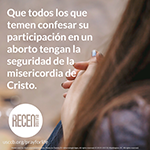 Que todos los que
temen confesar su
participación en un
aborto tengan la
seguridad de la
misericordia de
Cristo.
RECEN